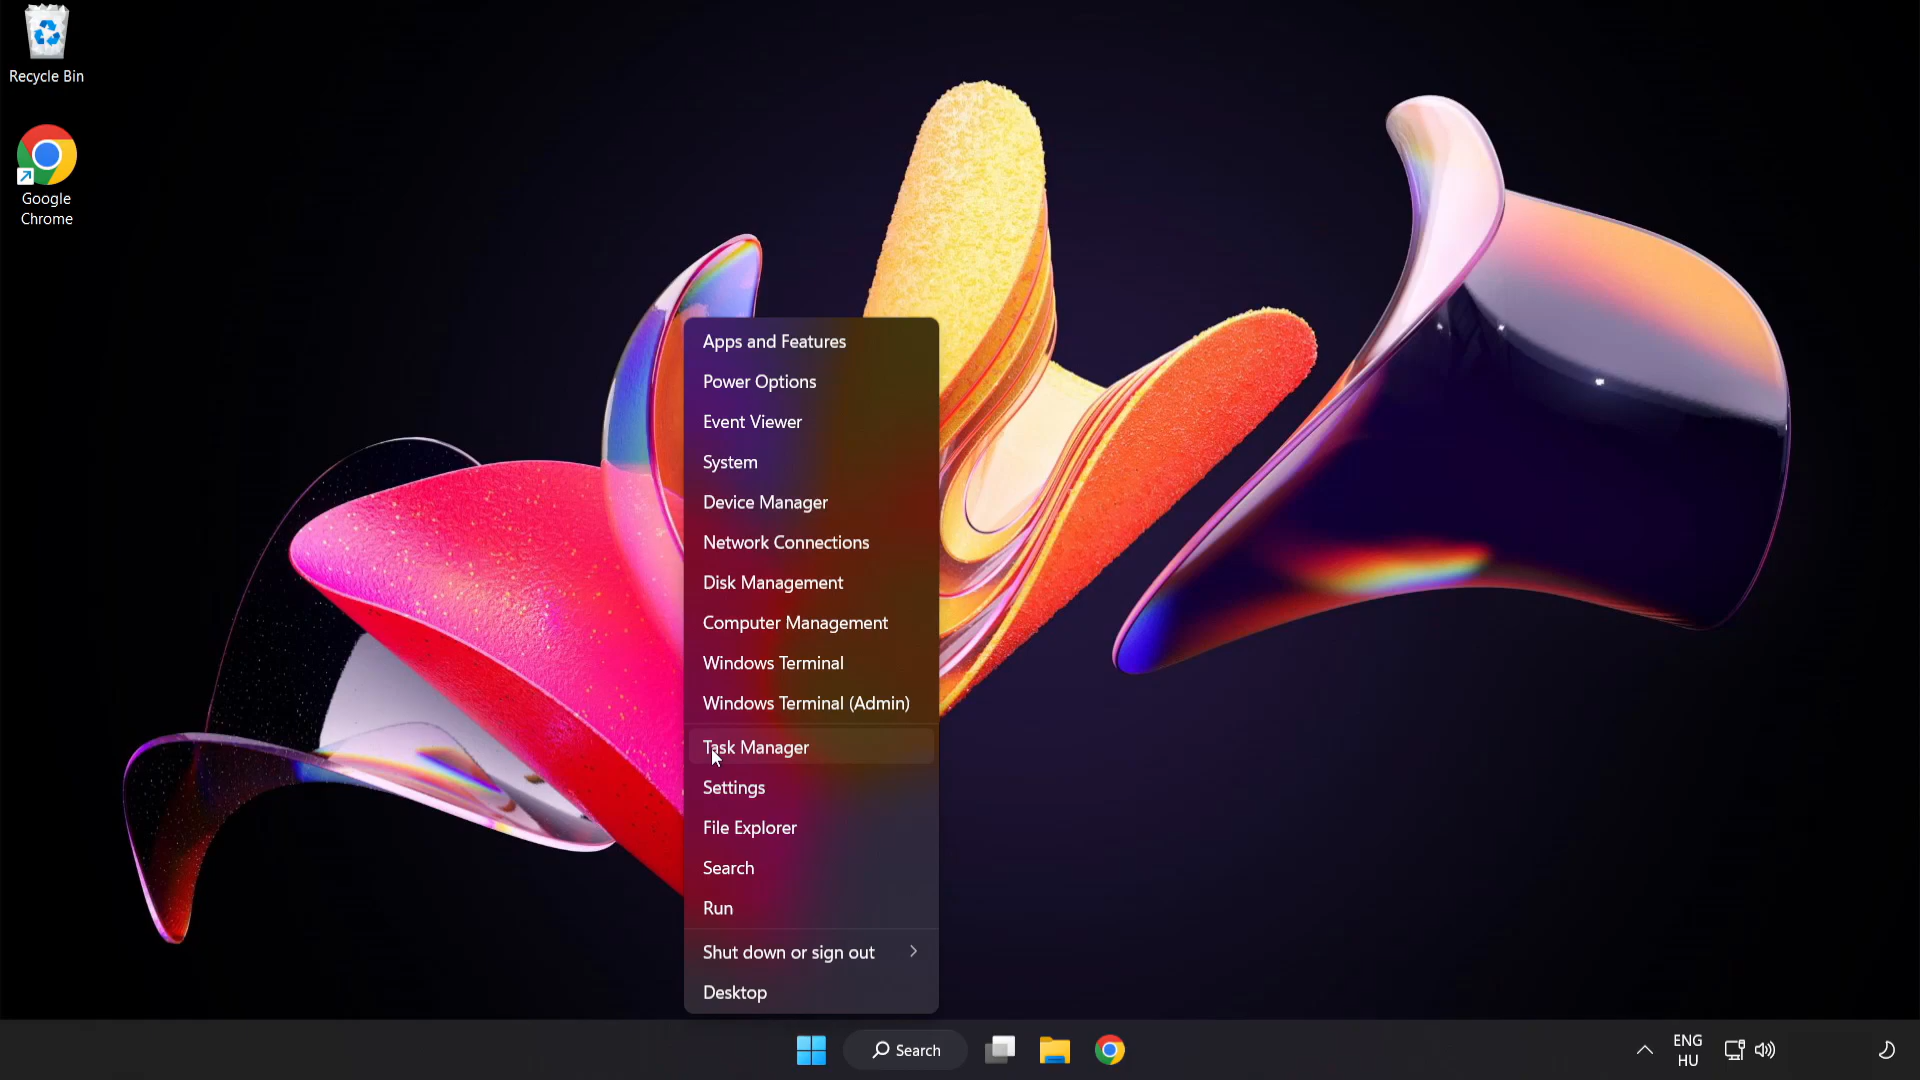 Recycle Bin
Google
Chrome
Apps and Features
Power Options
Event Viewer
System
Device Manager
Network Connections
Disk Management
Computer Management
Windows Terminal
Windows Terminal (Admin)
Task Manager
Settings
File Explorer
Search
Run
Shut down or sign out
Desktop
Search
ENG
HU